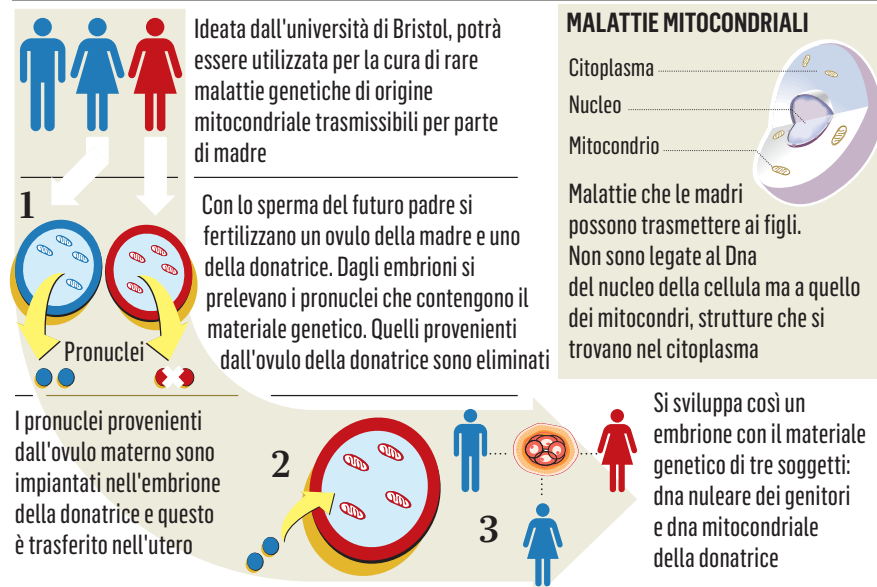 Ideata dall'università di Bristol, potrà
essere utilizzata per la cura di rare
malattie genetiche di origine
mitocondriale trasmissibili per parte
di madre
MALATTIE MITOCONDRIALI
Citoplasma
Nucleo
Mitocondrio
Malattie che le madri
possono trasmettere ai figli.
Non sono legate al Dna
del nucleo della cellula ma a quello
dei mitocondri, strutture che si
trovano nel citoplasma
1
Con lo sperma del futuro padre si
fertilizzano un ovulo della madre e uno
della donatrice. Dagli embrioni si
prelevano i pronuclei che contengono il
materiale genetico. Quelli provenienti
dall'ovulo della donatrice sono eliminati
Pronuclei
I pronuclei provenienti
dall'ovulo materno sono
impiantati nell'embrione
della donatrice e questo
è trasferito nell'utero
2
3
Si sviluppa così un
embrione con il materiale
genetico di tre soggetti:
dna nuleare dei genitori
e dna mitocondriale
della donatrice